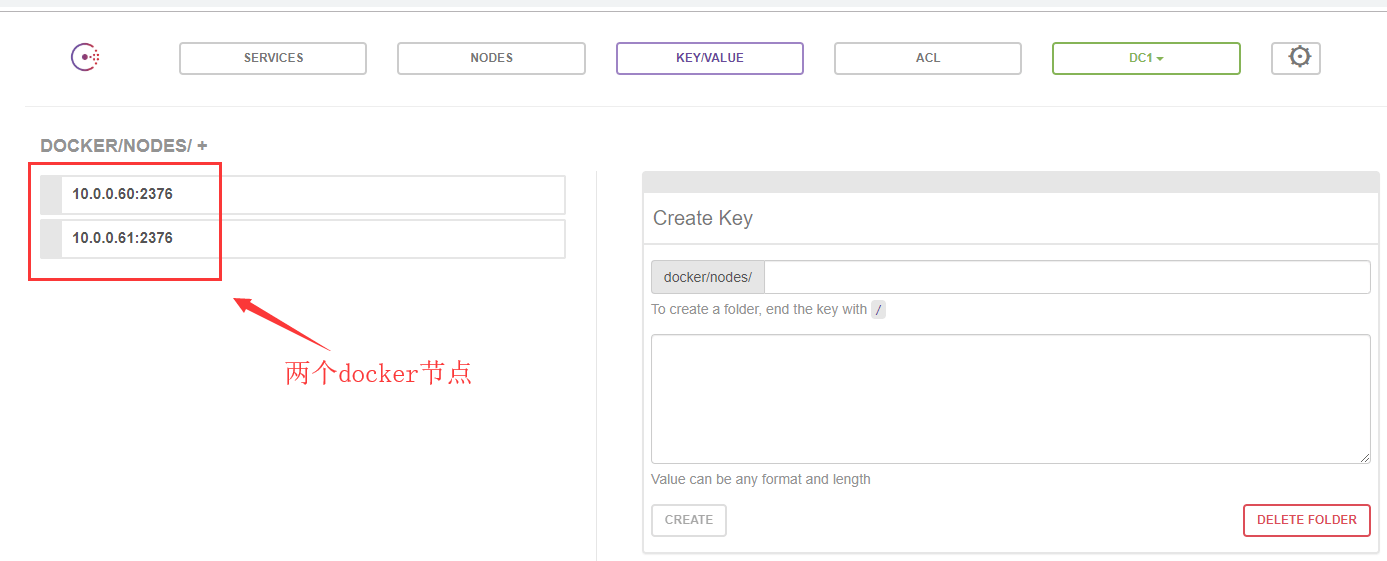 SERVICES
NODES
KEY/VALUE
ACL
DC1
DOCKER/NODES/ +
10.0.0.60:2376
10.0.0.61:2376
两个docker节点
Create Key
docker/nodes/
To create a folder, end the key with /
Value can be any format and length
CREATE
DELETE FOLDER